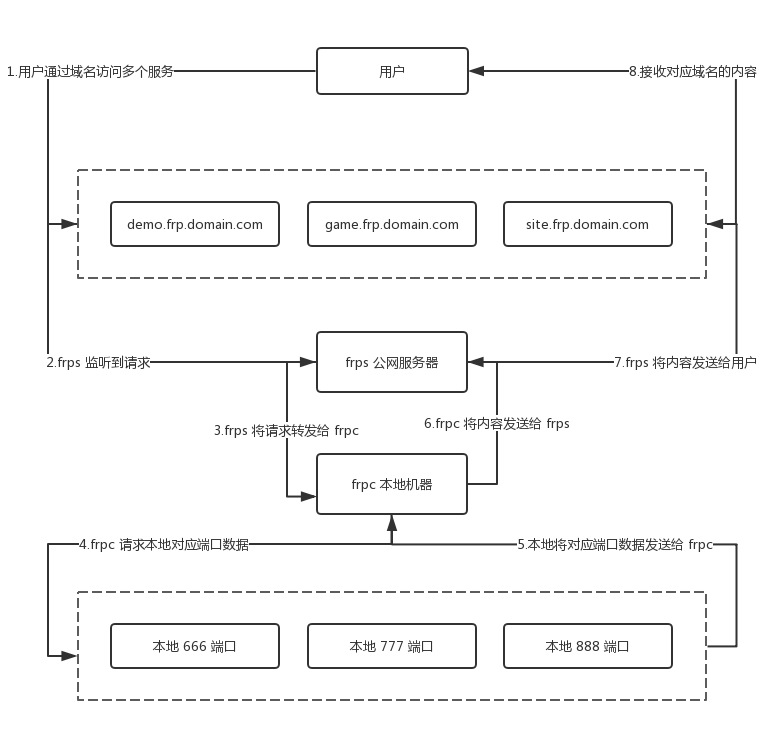 1.用户通过域名访问多个服务
用户
8.接收对应域名的内容
demo.frp.domain.com
game.frp.domain.com
site.frp.domain.com
2.frps 监听到请求
frps 公网服务器
7.frps 将内容发送给用户
3.frps 将请求转发给 frpc
6.frpc 将内容发送给 frps
frpc 本地机器
4.frpc 请求本地对应端口数据
5.本地将对应端口数据发送给 frpc
本地 666 端口
本地 777 端口
本地 888 端口